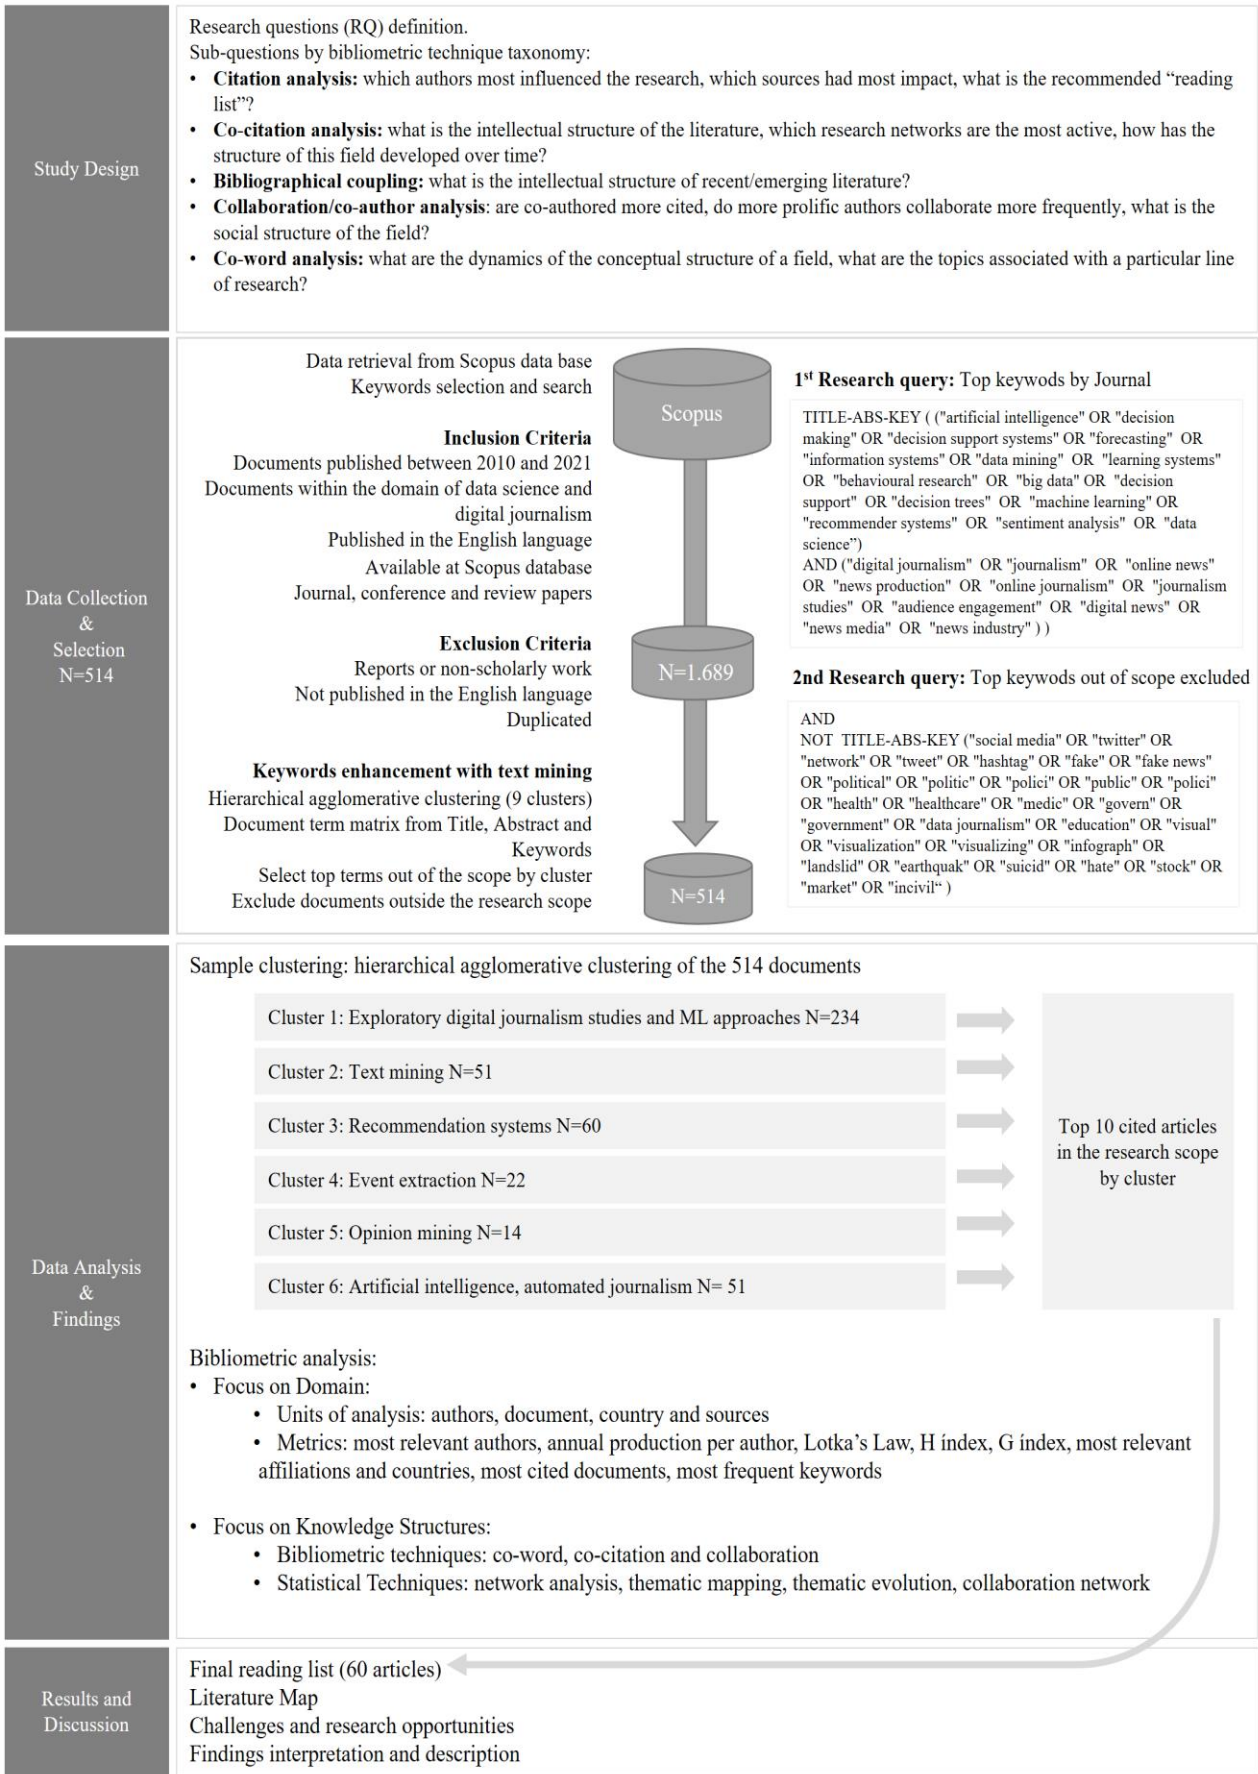 Study Design
Research questions (RQ) definition.
Sub-questions by bibliometric technique taxonomy:
• Citation analysis: which authors most influenced the research, which sources had most impact, what is the recommended “reading
list”?
• Co-citation analysis: what is the intellectual structure of the literature, which research networks are the most active, how has the
structure of this field developed over time?
• Bibliographical coupling: what is the intellectual structure of recent/emerging literature?
• Collaboration/co-author analysis: are co-authored more cited, do more prolific authors collaborate more frequently, what is the
social structure of the field?
• Co-word analysis: what are the dynamics of the conceptual structure of a field, what are the topics associated with a particular line
of research?
Data Collection
&
Selection
N=514
Data retrieval from Scopus data base
Keywords selection and search
Inclusion Criteria
Documents published between 2010 and 2021
Documents within the domain of data science and
digital journalism
Published in the English language
Available at Scopus database
Journal, conference and review papers
Exclusion Criteria
Reports or non-scholarly work
Not published in the English language
Duplicated
Keywords enhancement with text mining
Hierarchical agglomerative clustering (9 clusters)
Document term matrix from Title, Abstract and
Keywords
Select top terms out of the scope by cluster
Exclude documents outside the research scope
Scopus
N=1.689
N=514
1st Research query: Top keywods by Journal
TITLE-ABS-KEY ( ("artificial intelligence" OR "decision
making" OR "decision support systems" OR "forecasting" OR
"information systems" OR "data mining" OR "learning systems"
OR "behavioural research" OR "big data" OR "decision
support" OR "decision trees" OR "machine learning" OR
"recommender systems" OR "sentiment analysis" OR "data
science”)
AND ("digital journalism" OR "journalism" OR "online news"
OR "news production" OR "online journalism" OR "journalism
studies" OR "audience engagement" OR "digital news" OR
"news media" OR "news industry" ) )
2nd Research query: Top keywods out of scope excluded
AND
NOT TITLE-ABS-KEY ("social media" OR "twitter" OR
"network" OR "tweet" OR "hashtag" OR "fake" OR "fake news"
OR "political" OR "politic" OR "polici" OR "public" OR "polici"
OR "health" OR "healthcare" OR "medic" OR "govern" OR
"government" OR "data journalism" OR "education" OR "visual"
OR "visualization" OR "visualizing" OR "infograph" OR
"landslid" OR "earthquak" OR "suicid" OR "hate" OR "stock" OR
"market" OR "incivil“ )
Data Analysis
&
Findings
Sample clustering: hierarchical agglomerative clustering of the 514 documents
Cluster 1: Exploratory digital journalism studies and ML approaches N=234
Cluster 2: Text mining N=51
Cluster 3: Recommendation systems N=60
Cluster 4: Event extraction N=22
Cluster 5: Opinion mining N=14
Cluster 6: Artificial intelligence, automated journalism N= 51
Top 10 cited articles
in the research scope
by cluster
Bibliometric analysis:
• Focus on Domain:
• Units of analysis: authors, document, country and sources
• Metrics: most relevant authors, annual production per author, Lotka’s Law, H índex, G índex, most relevant
affiliations and countries, most cited documents, most frequent keywords
• Focus on Knowledge Structures:
• Bibliometric techniques: co-word, co-citation and collaboration
• Statistical Techniques: network analysis, thematic mapping, thematic evolution, collaboration network
Results and
Discussion
Final reading list (60 articles)
Literature Map
Challenges and research opportunities
Findings interpretation and description